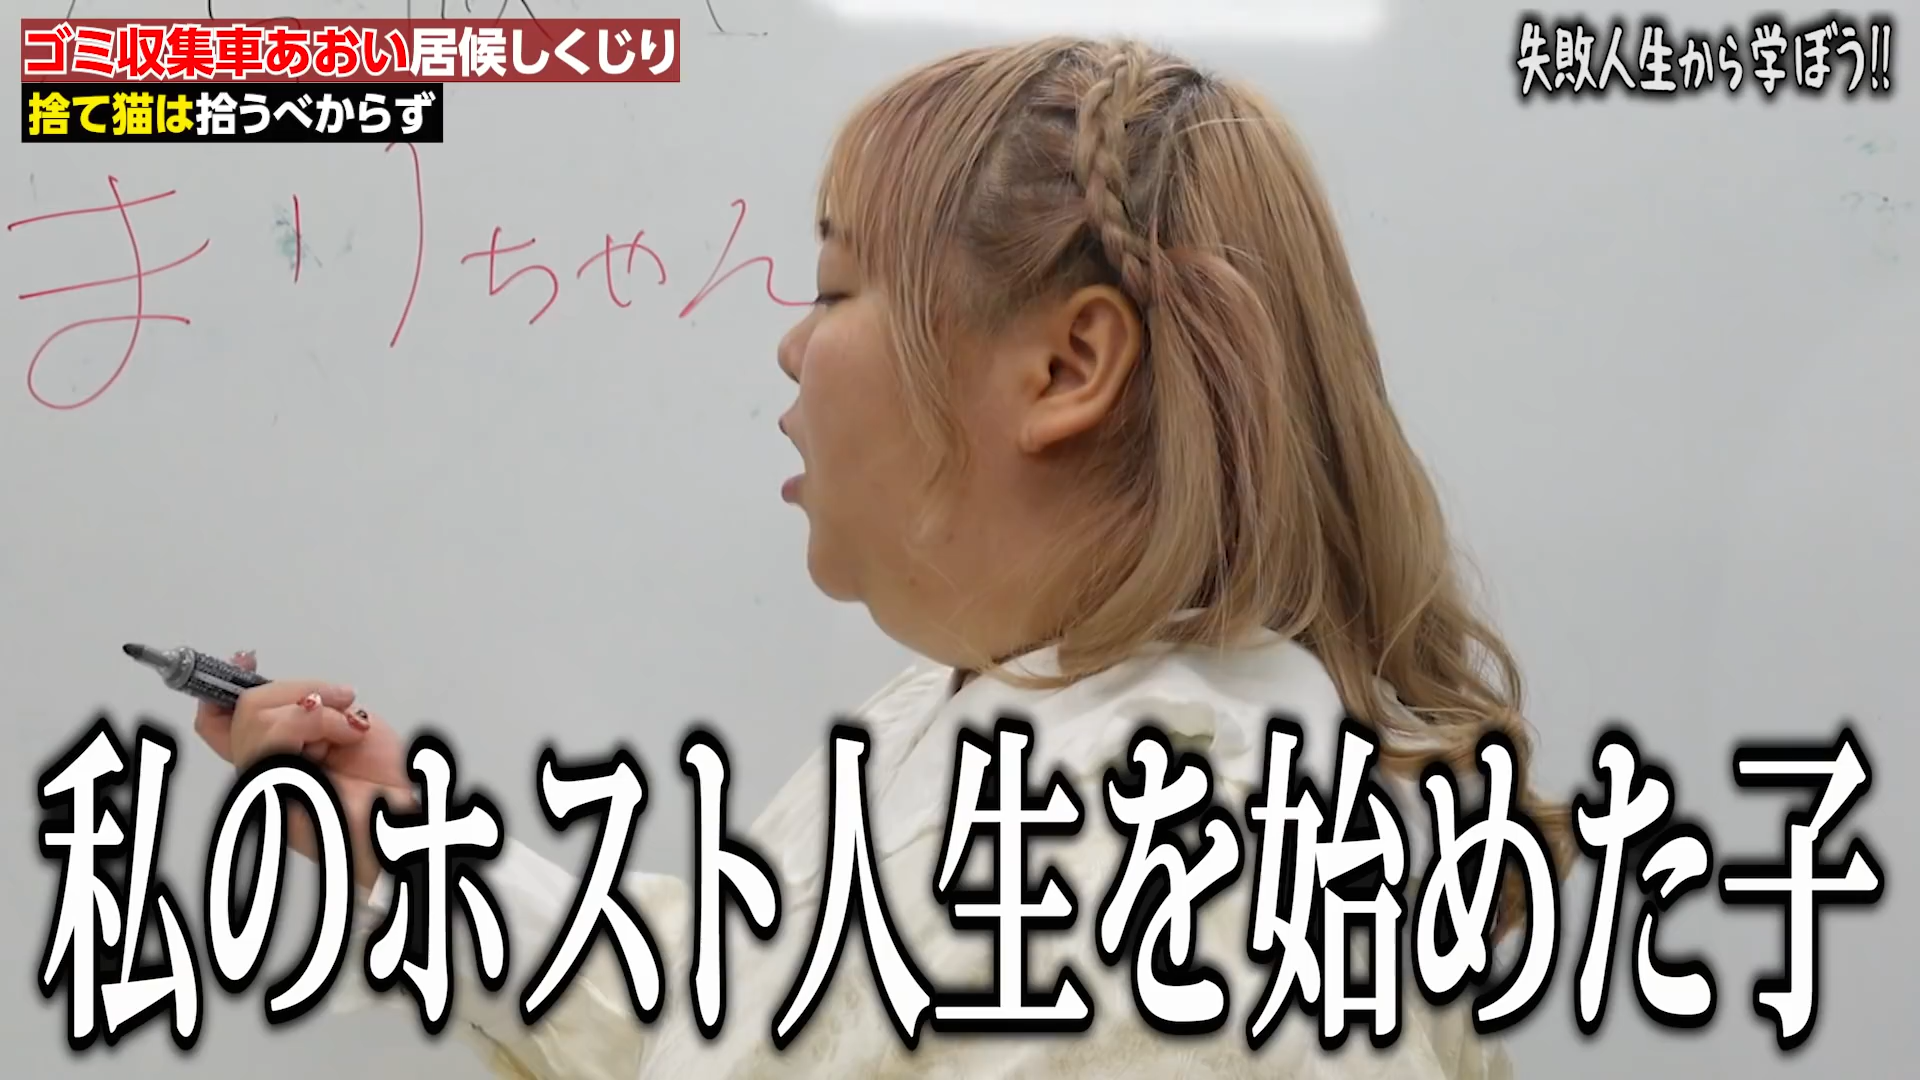 ゴミ収集車あおい居候しくじり
捨て猫は拾うべからず
失敗人生から学ぼう!!
まりちゃん
私のホスト人生を始めた子